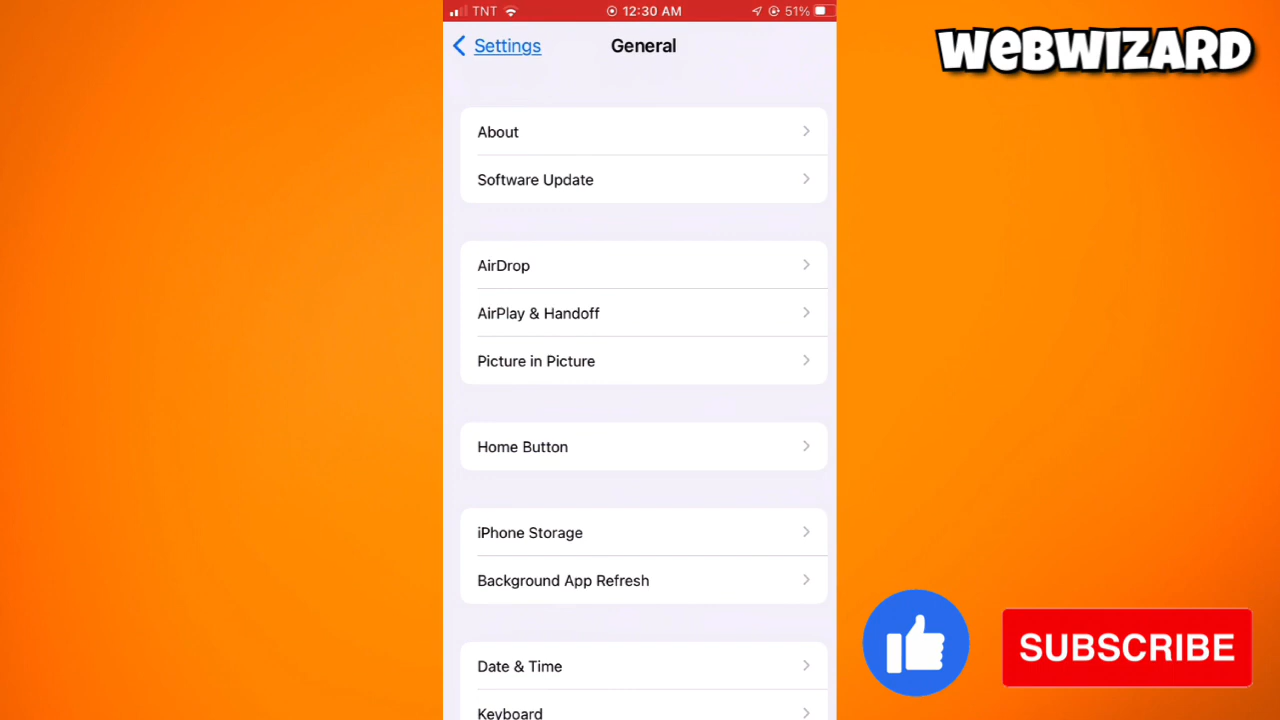 TNT 12:30 AM 51%
WEBWIZARD
Settings General
About
Software Update
AirDrop
AirPlay & Handoff
Picture in Picture
Home Button
iPhone Storage
Background App Refresh
Date & Time
Keyboard
SUBSCRIBE